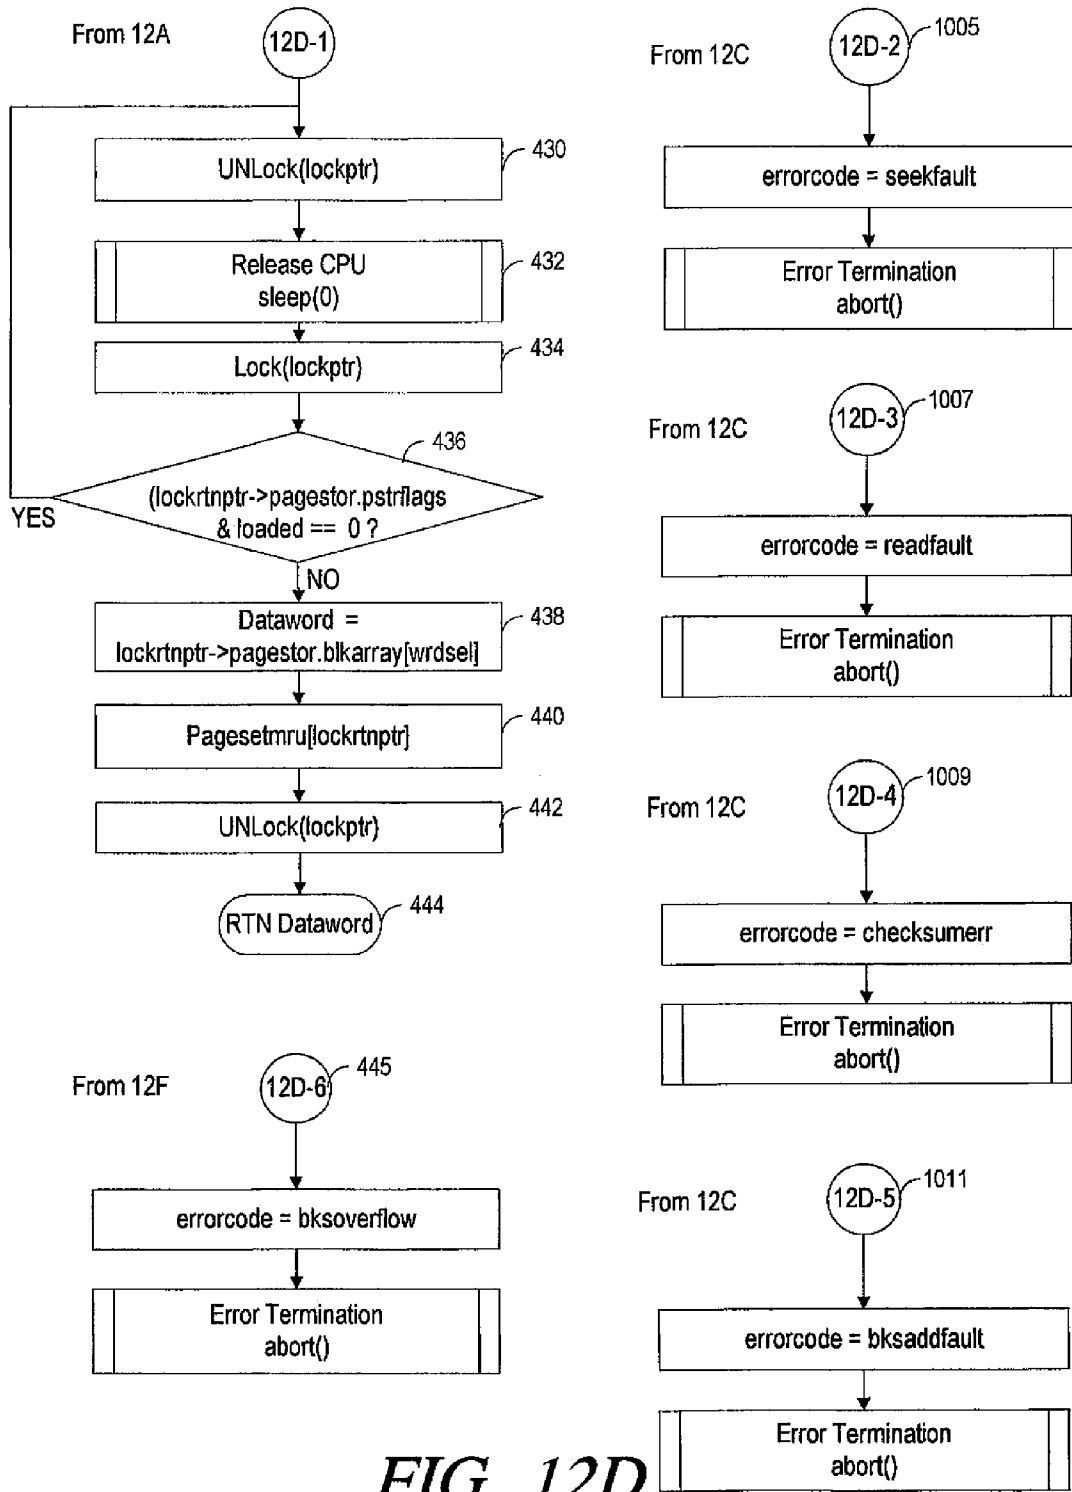 From 12A
12D-1
UNLock(lockptr)
430
Release CPU
sleep(0)
432
Lock(lockptr)
434
436
(lockrtnptr->pagestor.pstrflags
& loaded == 0 ?
YES
NO
Dataword =
lockrtnptr->pagestor.blkarray[wrdsel]
438
Pagesetmru[lockrtnptr]
440
UNLock(lockptr)
442
RTN Dataword
444
From 12F
12D-6
445
errorcode = bksoverflow
Error Termination
abort()
From 12C
12D-2
1005
errorcode = seekfault
Error Termination
abort()
From 12C
12D-3
1007
errorcode = readfault
Error Termination
abort()
From 12C
12D-4
1009
errorcode = checksumerr
Error Termination
abort()
From 12C
12D-5
1011
errorcode = bksaddfault
Error Termination
abort()
FIG. 12D